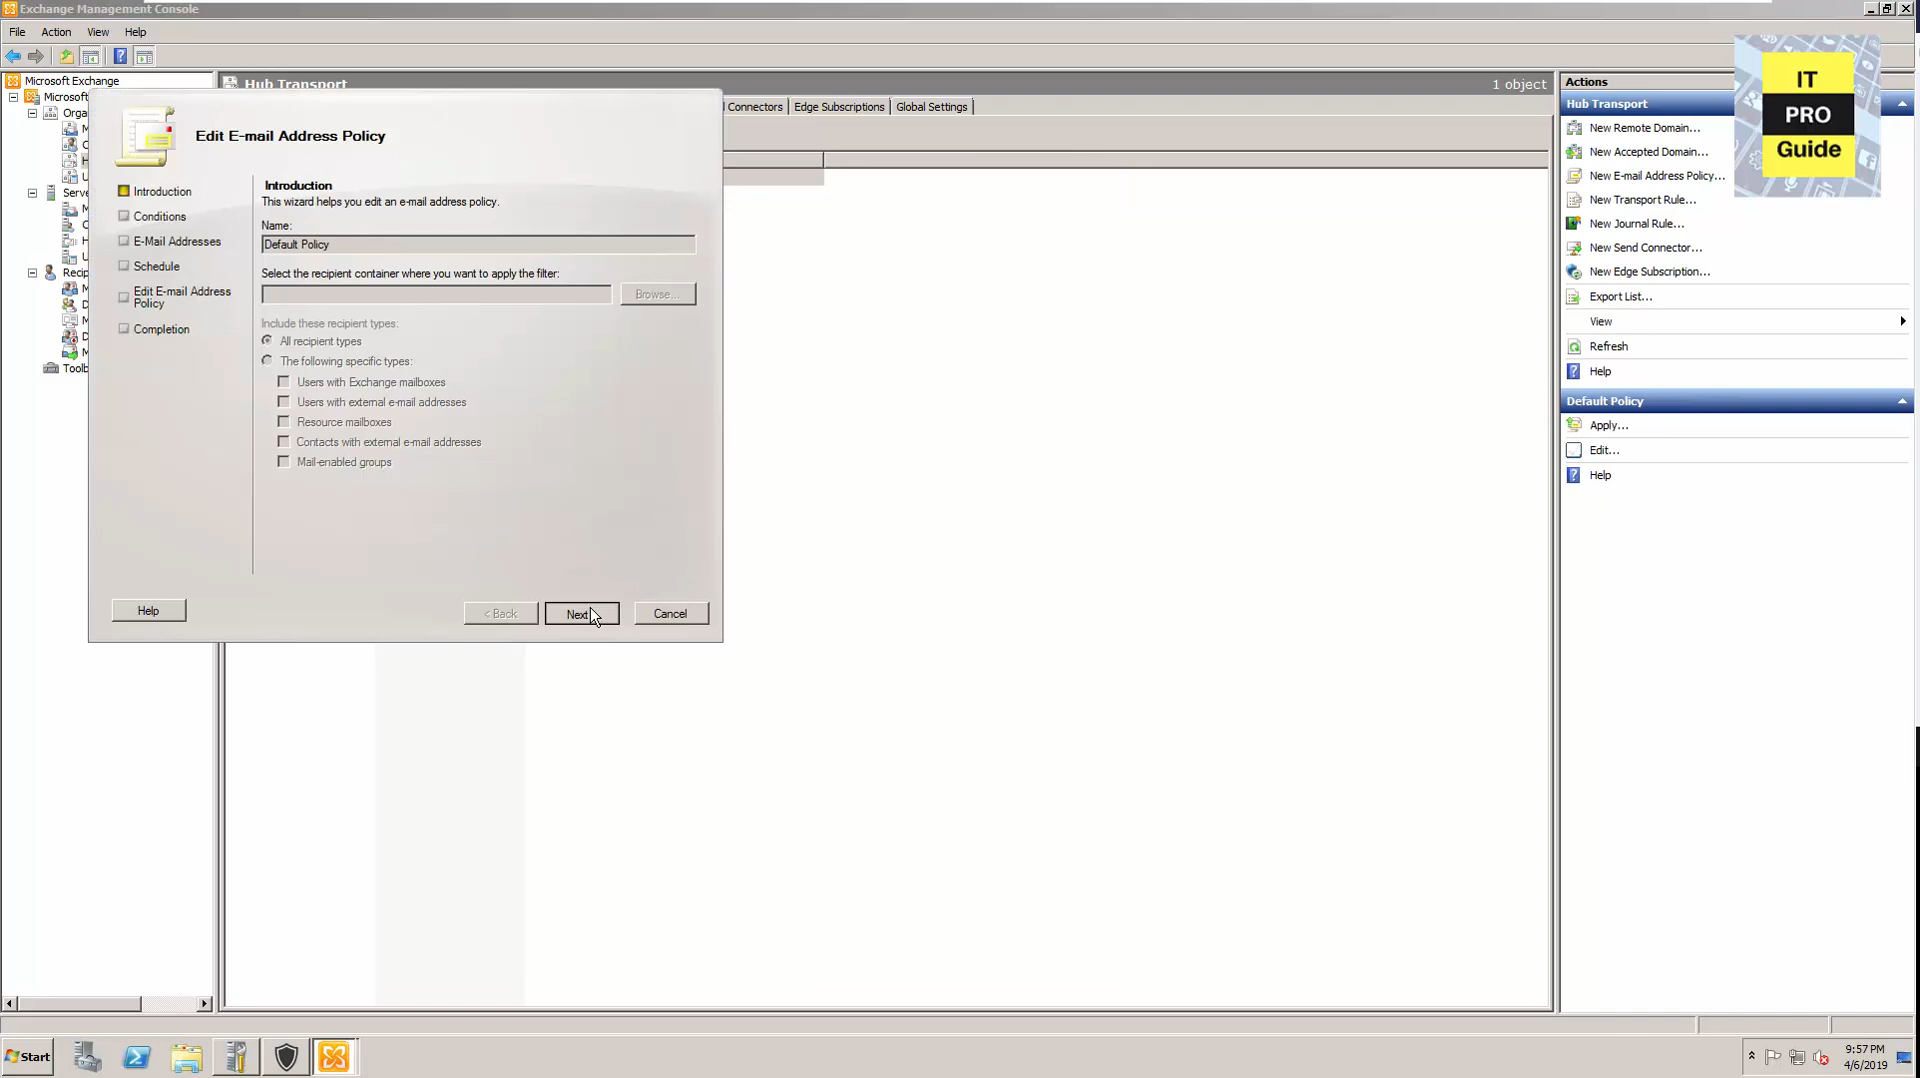 Exchange Management Console
File Action View Help
Microsoft Exchange
Hub Transport
1 object
Actions
Edge Subscriptions
Global Settings
Connectors
Edit E-mail Address Policy
Introduction
Conditions
E-Mail Addresses
Schedule
Edit E-mail Address
Policy
Completion
Introduction
This wizard helps you edit an e-mail address policy.
Name:
Default Policy
Select the recipient container where you want to apply the filter:
Browse...
Include these recipient types:
All recipient types
The following specific types:
Users with Exchange mailboxes
Users with external e-mail addresses
Resource mailboxes
Contacts with external e-mail addresses
Mail-enabled groups
Help
< Back
Next
Cancel
Hub Transport
New Remote Domain...
New Accepted Domain...
New E-mail Address Policy...
New Transport Rule...
New Journal Rule...
New Send Connector...
New Edge Subscription...
Export List...
View
Refresh
Help
Default Policy
Apply...
Edit...
Help
IT
PRO
Guide
Start
9:57 PM
4/6/2019